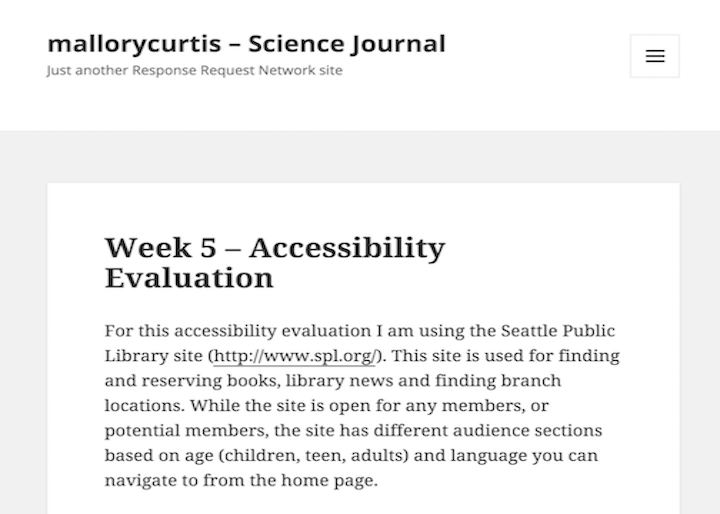 mallorycurtis – Science Journal
Just another Response Request Network site
Week 5 – Accessibility
Evaluation
For this accessibility evaluation I am using the Seattle Public
Library site (http://www.spl.org/). This site is used for finding
and reserving books, library news and finding branch
locations. While the site is open for any members, or
potential members, the site has different audience sections
based on age (children, teen, adults) and language you can
navigate to from the home page.